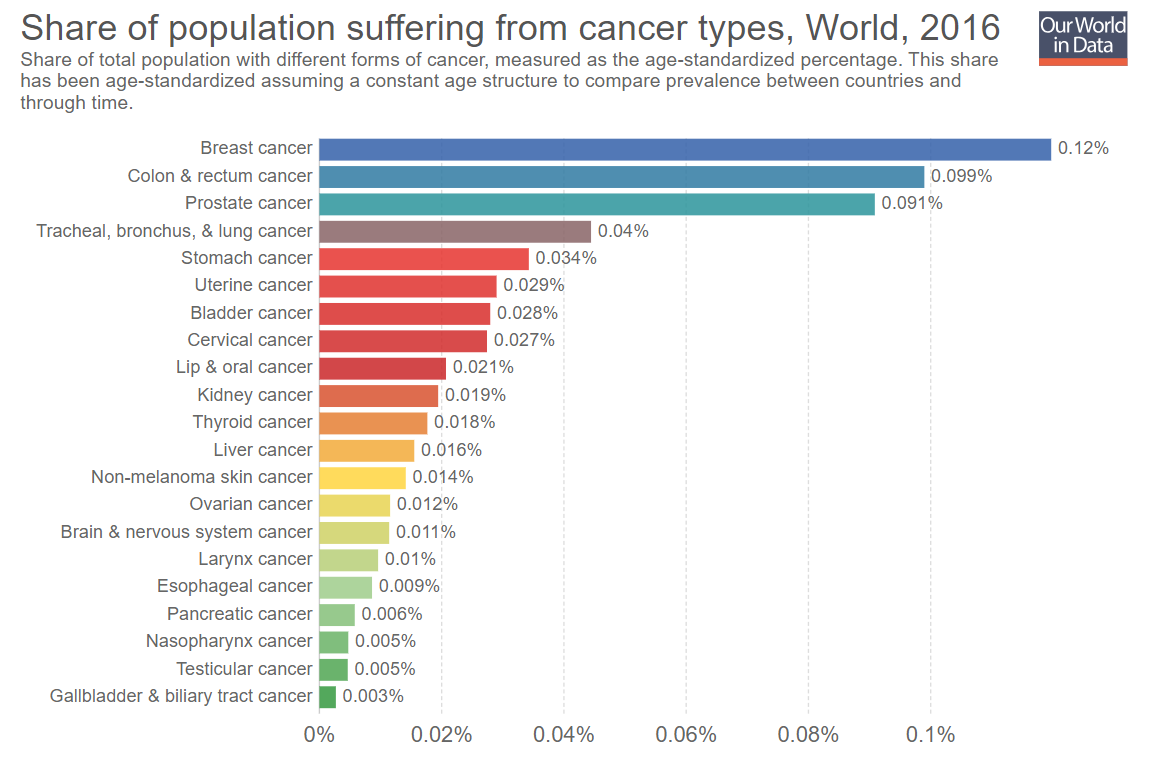 Share of population suffering from cancer types, World, 2016
Our World
in Data
Share of total population with different forms of cancer, measured as the age-standardized percentage. This share
has been age-standardized assuming a constant age structure to compare prevalence between countries and
through time.
Breast cancer 0.12%
Colon & rectum cancer 0.099%
Prostate cancer 0.091%
Tracheal, bronchus, & lung cancer 0.04%
Stomach cancer 0.034%
Uterine cancer 0.029%
Bladder cancer 0.028%
Cervical cancer 0.027%
Lip & oral cancer 0.021%
Kidney cancer 0.019%
Thyroid cancer 0.018%
Liver cancer 0.016%
Non-melanoma skin cancer 0.014%
Ovarian cancer 0.012%
Brain & nervous system cancer 0.011%
Larynx cancer 0.01%
Esophageal cancer 0.009%
Pancreatic cancer 0.006%
Nasopharynx cancer 0.005%
Testicular cancer 0.005%
Gallbladder & biliary tract cancer 0.003%
0% 0.02% 0.04% 0.06% 0.08% 0.1%